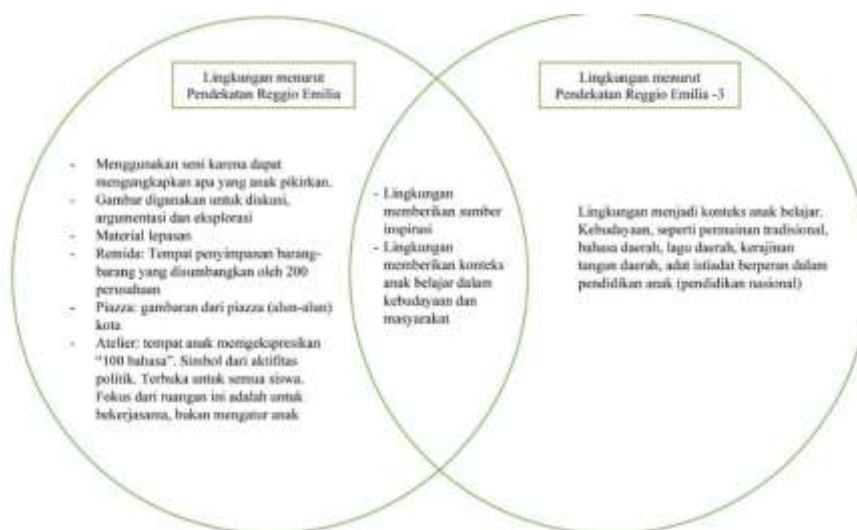 Lingkungan menurut
Pendekatan Reggio Emilia
- Menggunakan seni karena dapat
mengungkapkan apa yang anak pikirkan.
- Gambar digunakan untuk diskusi,
argumentasi dan eksplorasi
- Material lepasan
- Remida: Tempat penyimpanan barang-
barang yang disumbangkan oleh 200
perusahaan
- Piazza: gambaran dari piazza (alun-alun)
kota
- Atelier: tempat anak mengekspresikan
“100 bahasa”. Simbol dari aktifitas
politik. Terbuka untuk semua siswa.
Fokus dari ruangan ini adalah untuk
bekerjasama, bukan mengatur anak
- Lingkungan
memberikan sumber
inspirasi
- Lingkungan
memberikan konteks
anak belajar dalam
kebudayaan dan
masyarakat
Lingkungan menurut
Pendekatan Reggio Emilia -3
Lingkungan menjadi konteks anak belajar.
Kebudayaan, seperti permainan tradisional,
bahasa daerah, lagu daerah, kerajinan
tangan daerah, adat istiadat berperan dalam
pendidikan anak (pendidikan nasional)